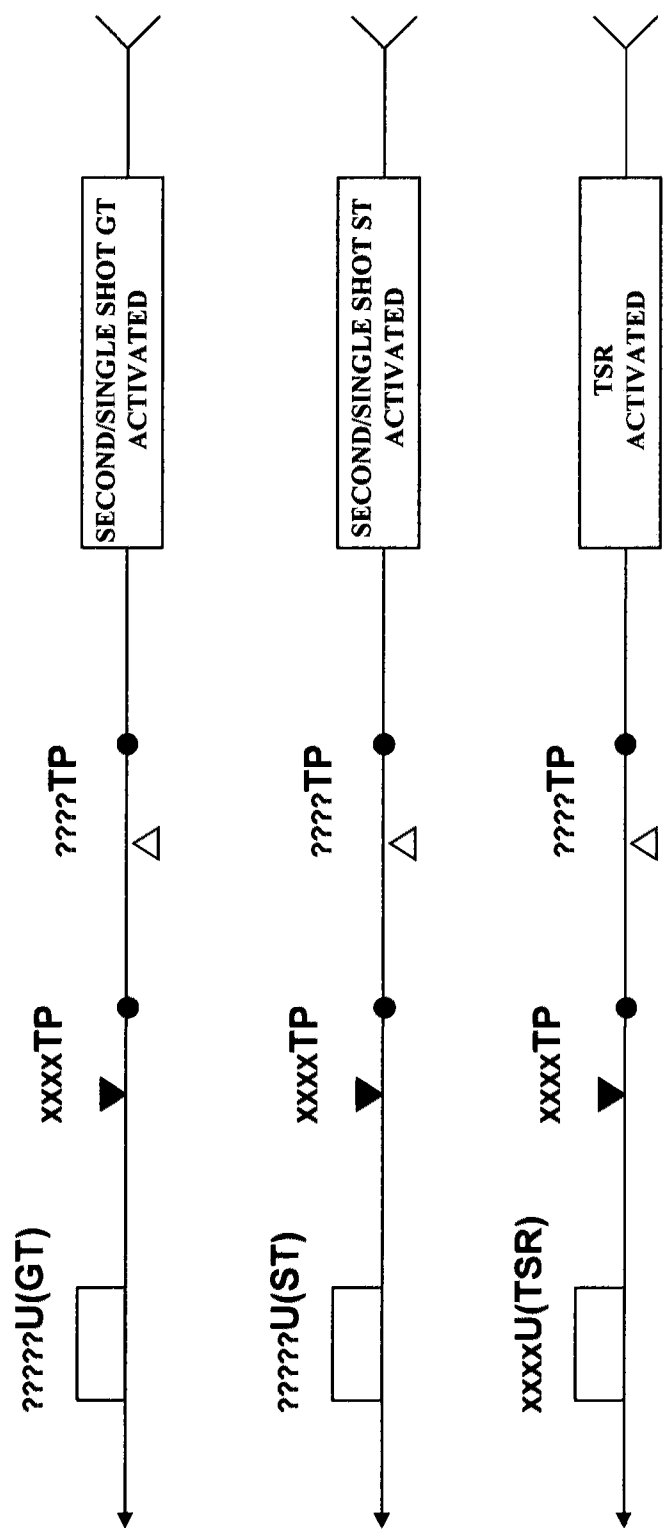 ?????U(GT)
xxxxTP
????TP
SECOND/SINGLE SHOT GT
ACTIVATED
?????U(ST)
xxxxTP
????TP
SECOND/SINGLE SHOT ST
ACTIVATED
xxxxU(TSR)
xxxxTP
????TP
TSR
ACTIVATED